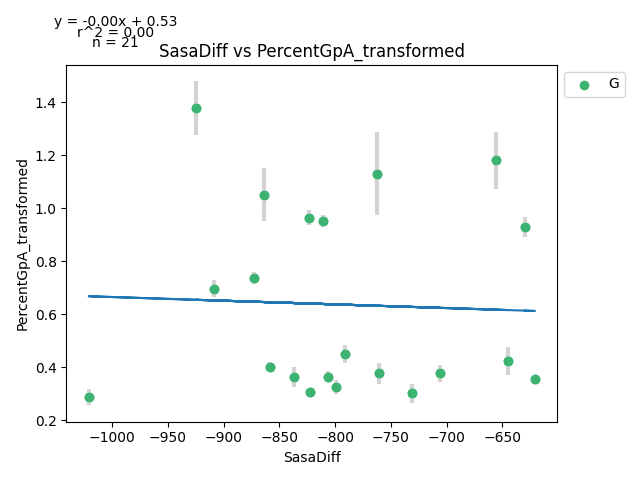 y = -0.00x + 0.53
r^2 = 0.00
n = 21
SasaDiff vs PercentGpA_transformed
G
PercentGpA_transformed
1.4
1.2
1.0
0.8
0.6
0.4
0.2
−1000 −950 −900 −850 −800 −750 −700 −650
SasaDiff